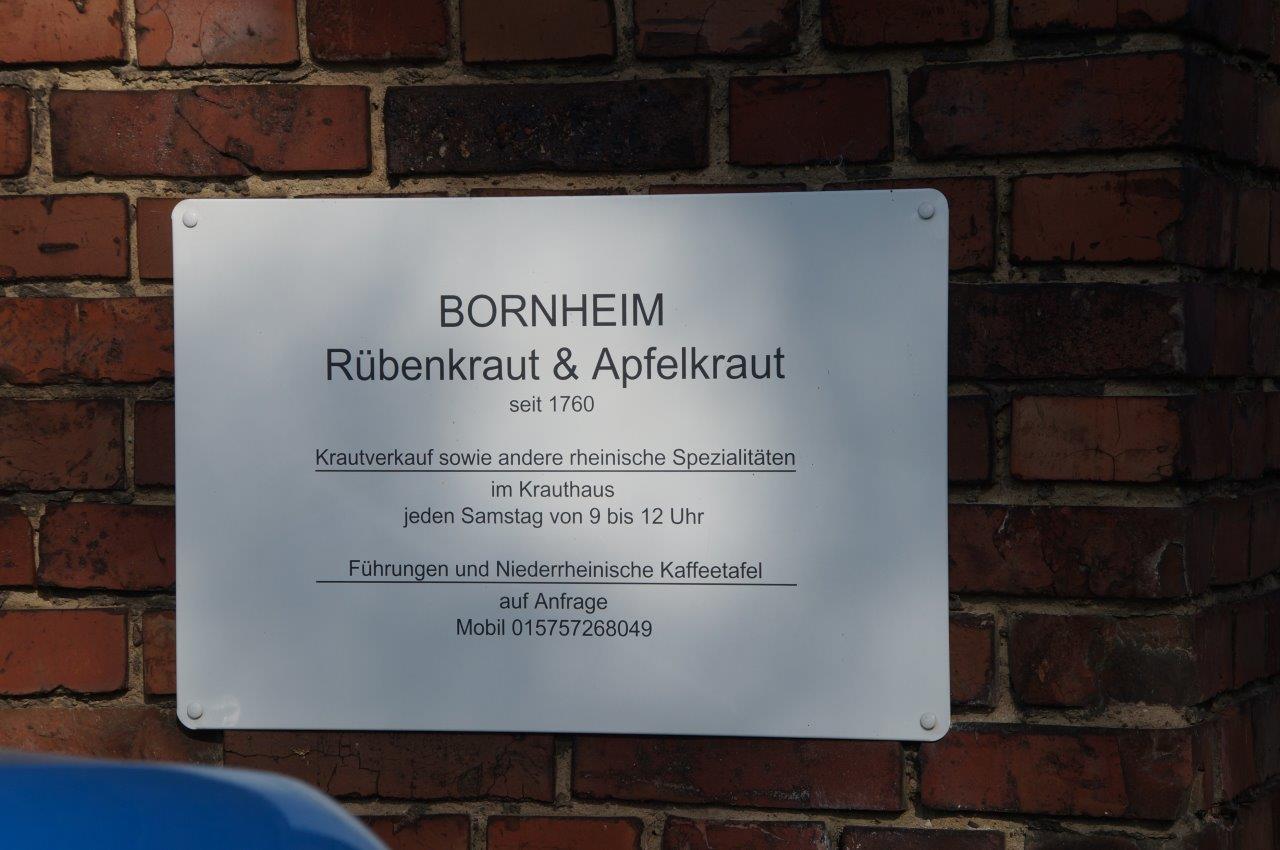 BORNHEIM
Rübenkraut & Apfelkraut
seit 1760
Krautverkauf sowie andere rheinische Spezialitäten
im Krauthaus
jeden Samstag von 9 bis 12 Uhr
Führungen und Niederrheinische Kaffeetafel
auf Anfrage
Mobil 015757268049